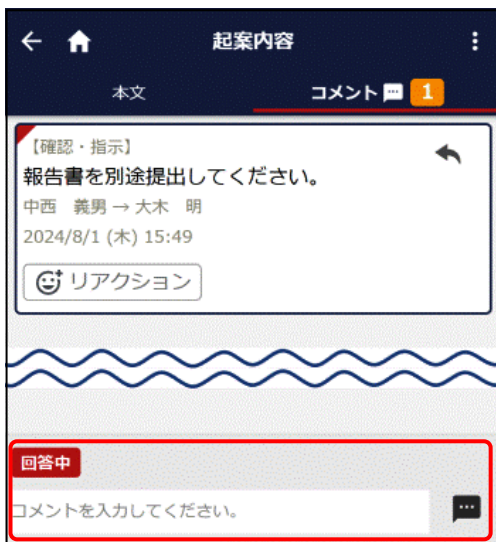 起案内容
本文
コメント 1
【確認・指示】
報告書を別途提出してください。
中西　義男 → 大木　明
2024/8/1 (木) 15:49
リアクション
回答中
コメントを入力してください。